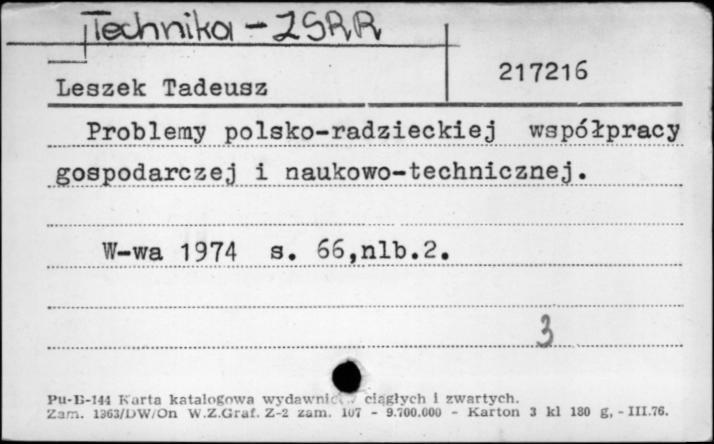 Technika - ZSRR
Leszek Tadeusz 217216
Problemy polsko-radzieckiej współpracy
gospodarczej i naukowo-technicznej.
W-wa 1974 s. 66,nlb.2.
3
Pu-B-144 Karta katalogowa ciągłych i zwartych.
Zam. 1363/DW/On W.Z.Graf. Z-2 zam. 107 - 9.700.000 - Karton 3 kl 180 g, - III.76.